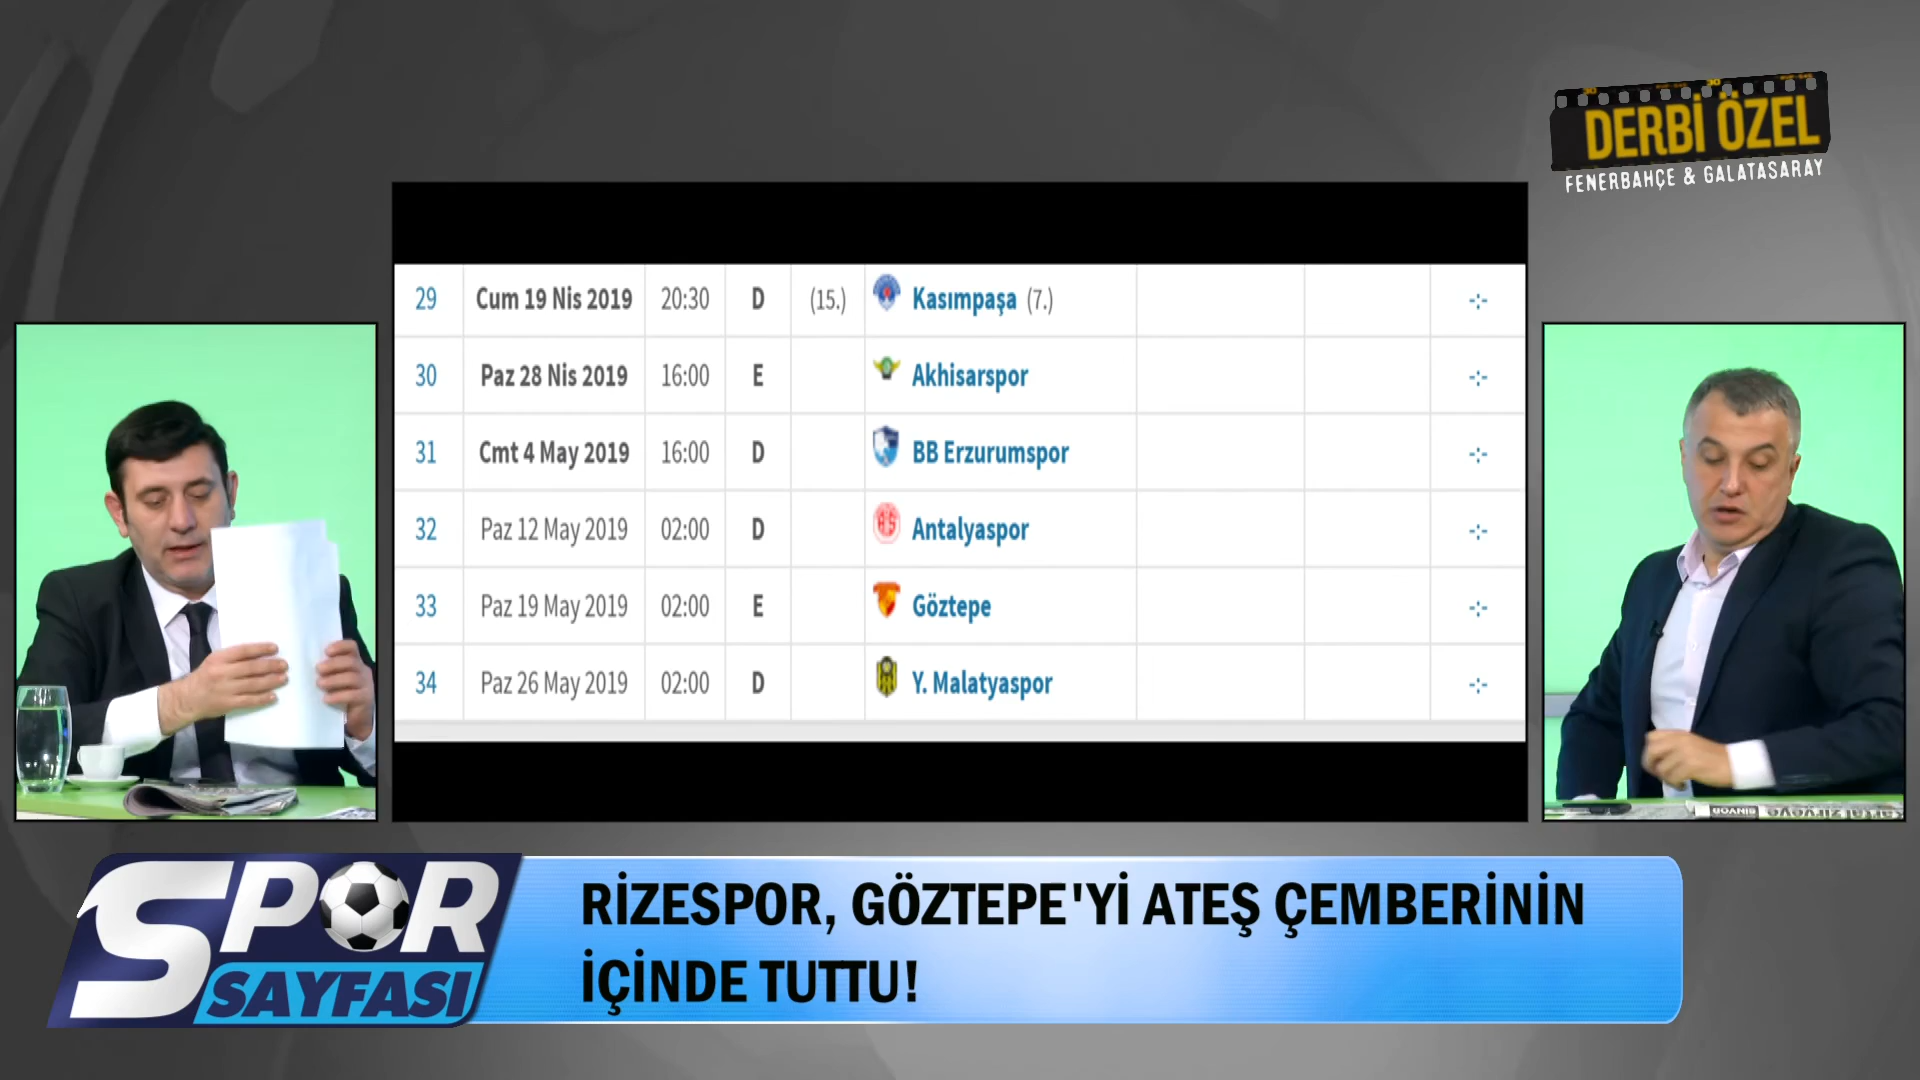 DERBİ ÖZEL
FENERBAHÇE & GALATASARAY
29 Cum 19 Nis 2019 20:30 D (15.) Kasımpaşa (7.) -:-
30 Paz 28 Nis 2019 16:00 E Akhisarspor -:-
31 Cmt 4 May 2019 16:00 D BB Erzurumspor -:-
32 Paz 12 May 2019 02:00 D Antalyaspor -:-
33 Paz 19 May 2019 02:00 E Göztepe -:-
34 Paz 26 May 2019 02:00 D Y. Malatyaspor -:-
SPOR
SAYFASI
RİZESPOR, GÖZTEPE'Yİ ATEŞ ÇEMBERİNİN
İÇİNDE TUTTU!